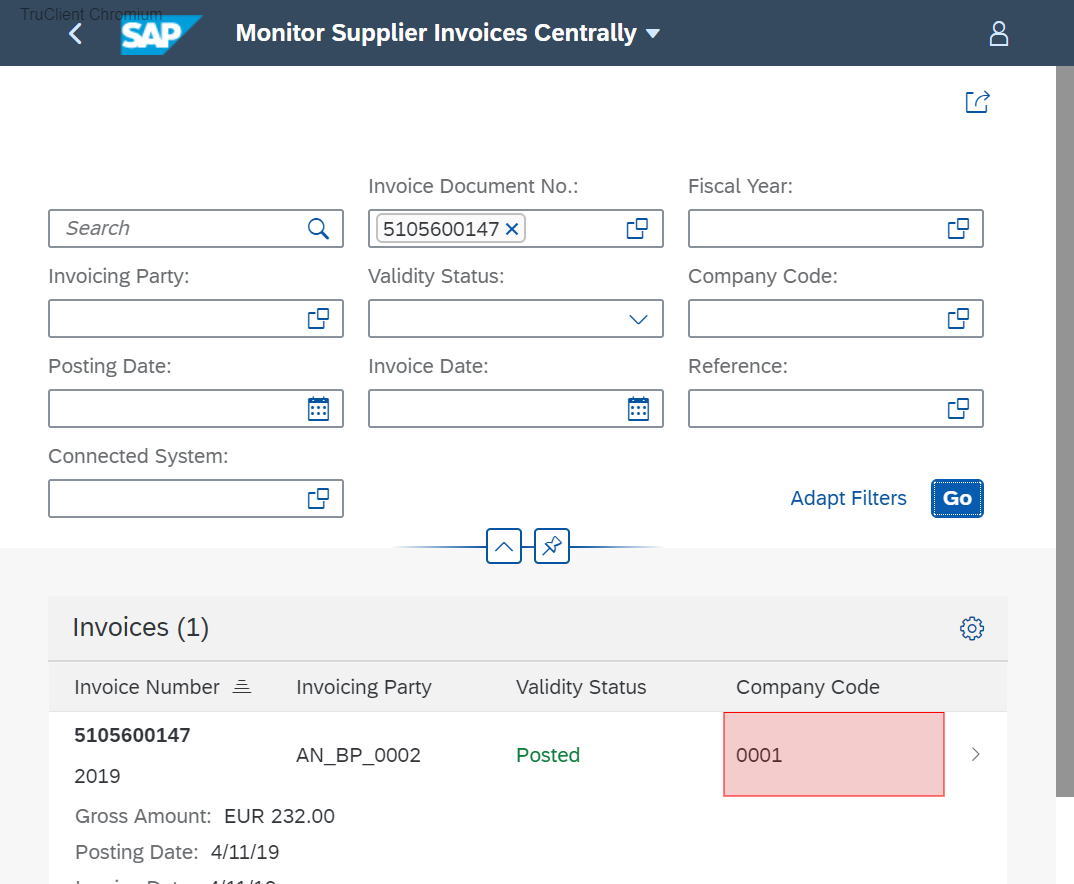 TruClient Chromium
SAP Monitor Supplier Invoices Centrally
Invoice Document No.: Fiscal Year:
Search 5105600147
Invoicing Party: Validity Status: Company Code:
Posting Date: Invoice Date: Reference:
Connected System:
Adapt Filters Go
Invoices (1)
Invoice Number Invoicing Party Validity Status Company Code
5105600147
AN_BP_0002 Posted 0001
2019
Gross Amount: EUR 232.00
Posting Date: 4/11/19